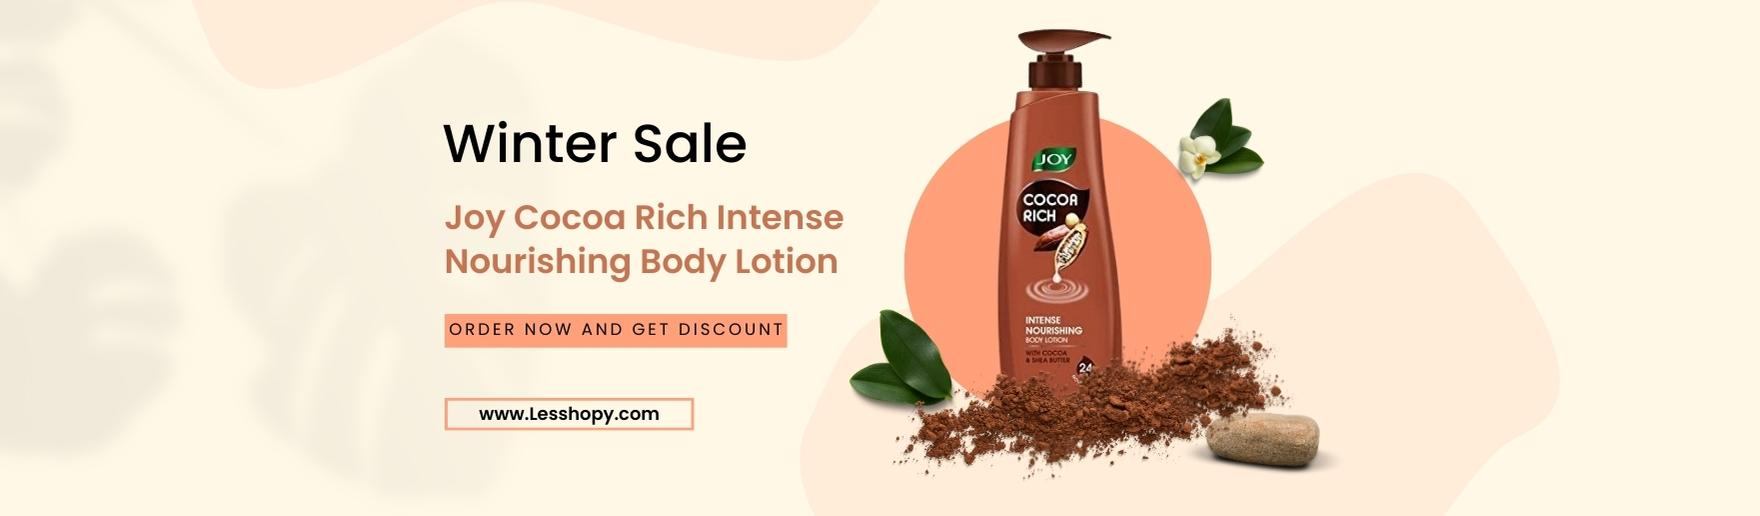 Winter Sale
Joy Cocoa Rich Intense
Nourishing Body Lotion
ORDER NOW AND GET DISCOUNT
www.Lesshopy.com
JOY
COCOA
RICH
INTENSE
NOURISHING
BODY LOTION
WITH COCOA
& SHEA BUTTER
24